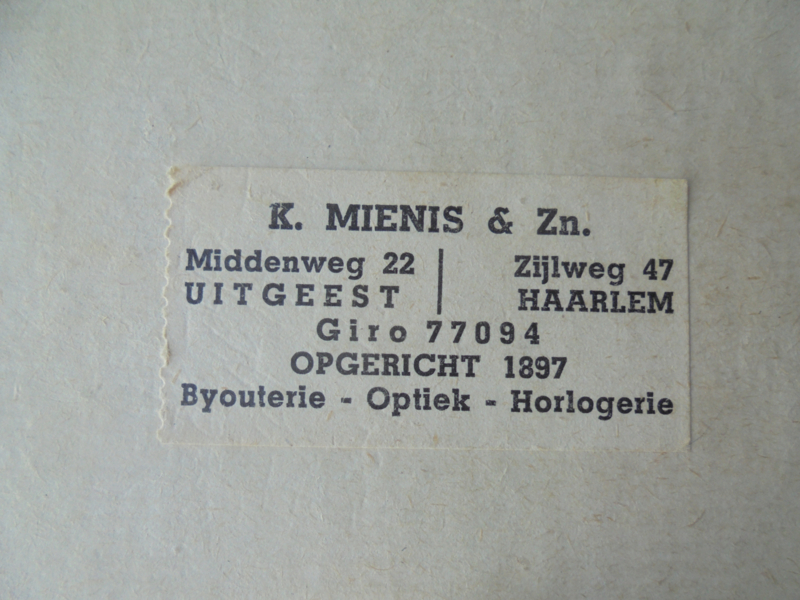 K. MIENIS & Zn.
Middenweg 22 | Zijlweg 47
UITGEEST | HAARLEM
Giro 77094
OPGERICHT 1897
Byouterie - Optiek - Horlogerie